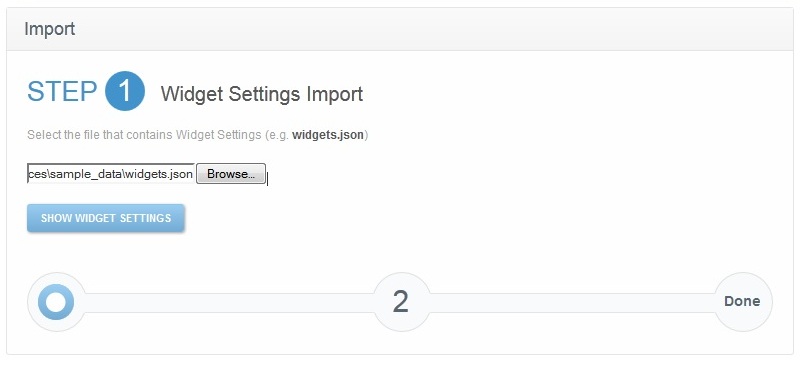 Import
STEP 1 Widget Settings Import
Select the file that contains Widget Settings (e.g. widgets.json)
ces\sample_data\widgets.json Browse...
SHOW WIDGET SETTINGS
2 Done